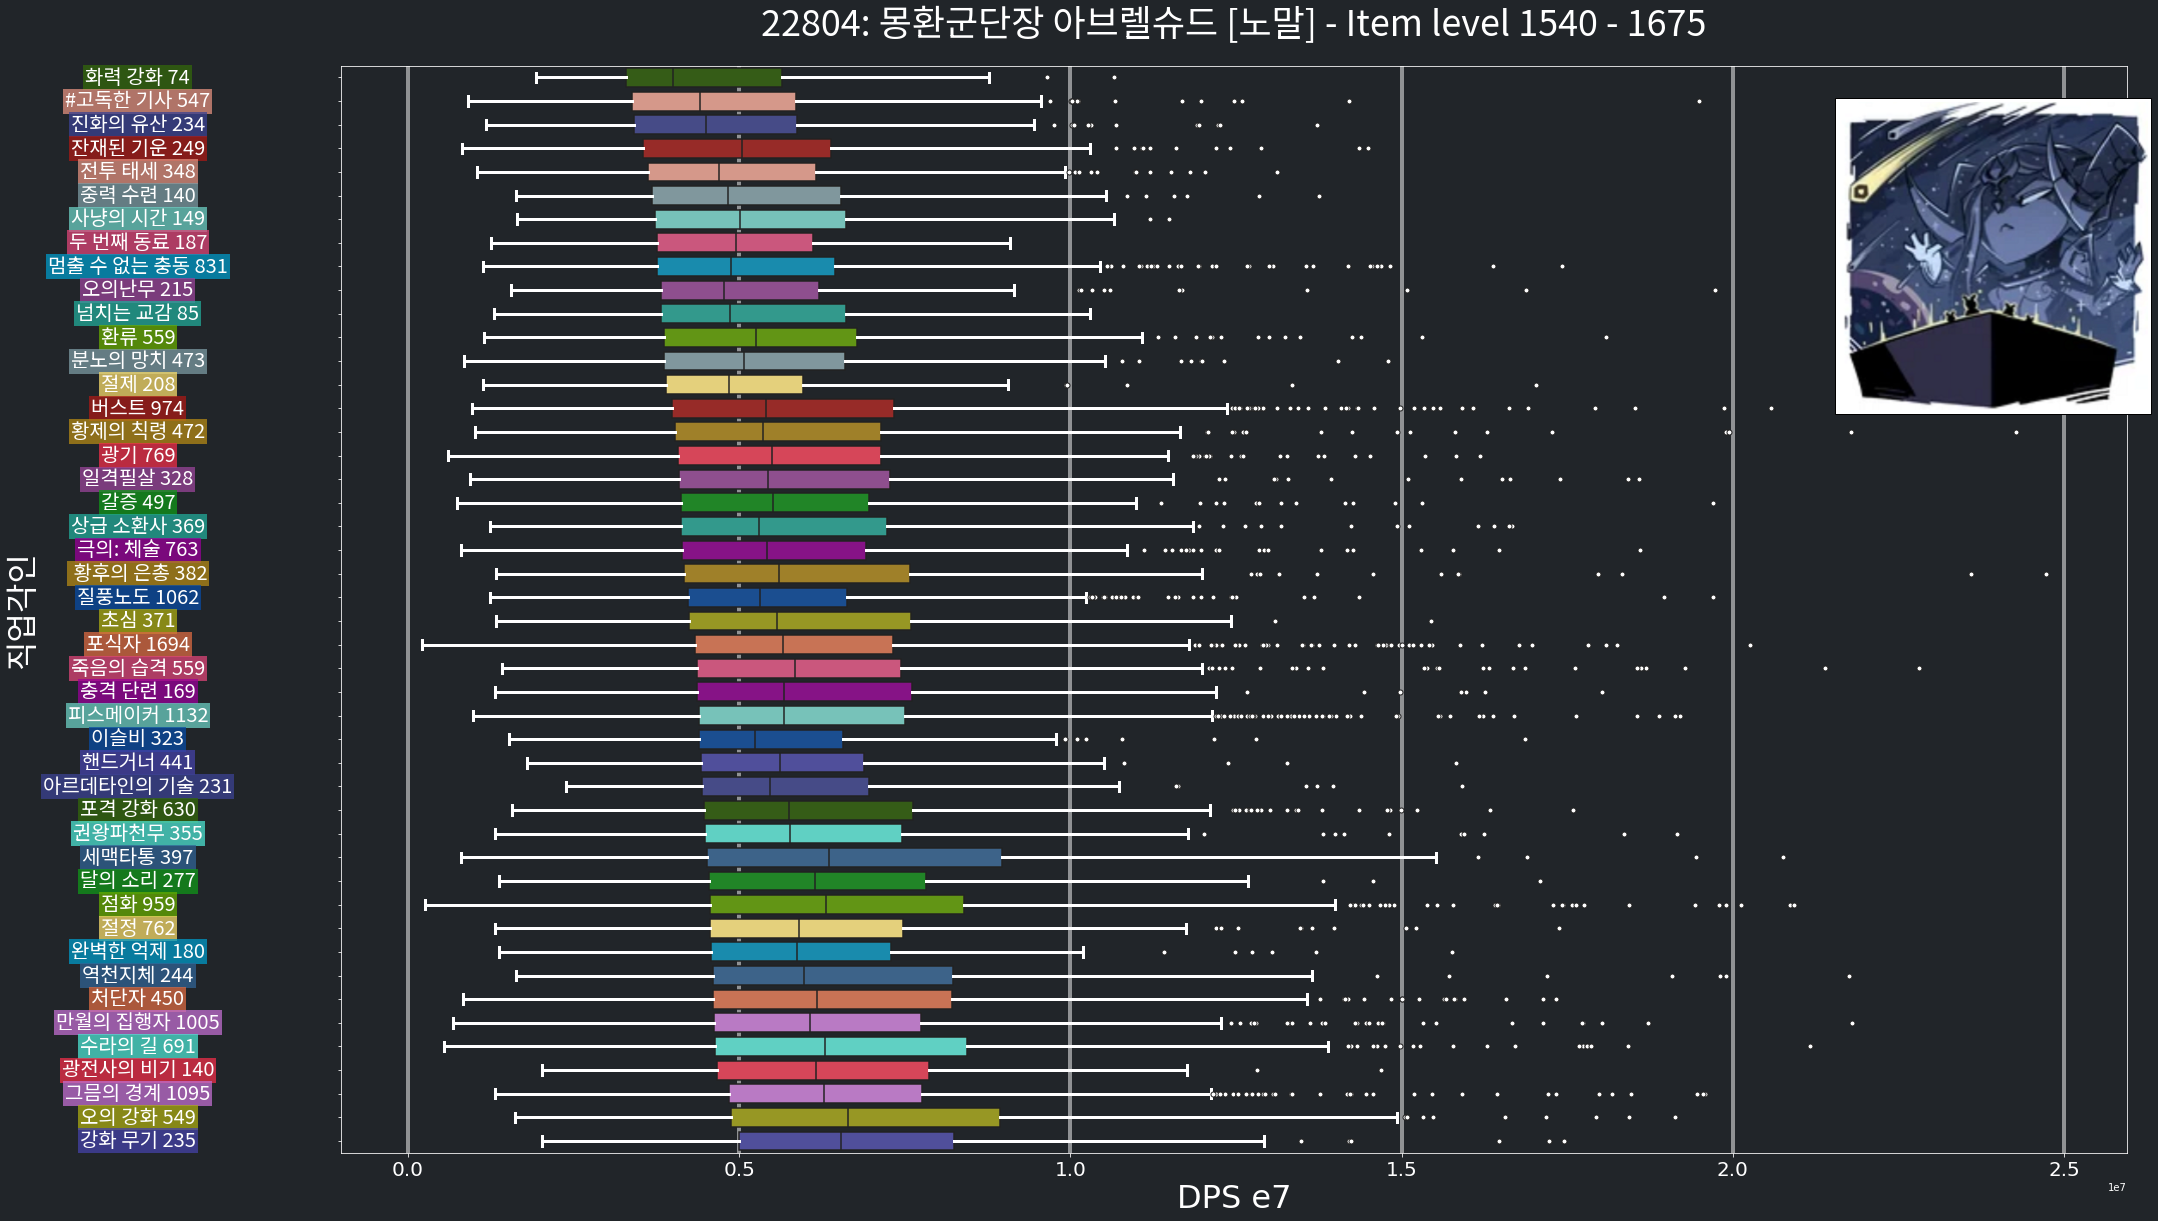 22804: 몽환군단장 아브렐슈드 [노말] - Item level 1540 - 1675
직업각인
화력 강화 74
#고독한 기사 547
진화의 유산 234
잔재된 기운 249
전투 태세 348
중력 수련 140
사냥의 시간 149
두 번째 동료 187
멈출 수 없는 충동 831
오의난무 215
넘치는 교감 85
환류 559
분노의 망치 473
절제 208
버스트 974
황제의 칙령 472
광기 769
일격필살 328
갈증 497
상급 소환사 369
극의: 체술 763
황후의 은총 382
질풍노도 1062
초심 371
포식자 1694
죽음의 습격 559
충격 단련 169
피스메이커 1132
이슬비 323
핸드거너 441
아르데타인의 기술 231
포격 강화 630
권왕파천무 355
세맥타통 397
달의 소리 277
점화 959
절정 762
완벽한 억제 180
역천지체 244
처단자 450
만월의 집행자 1005
수라의 길 691
광전사의 비기 140
그믐의 경계 1095
오의 강화 549
강화 무기 235
0.0 0.5 1.0 1.5 2.0 2.5
1e7
DPS e7